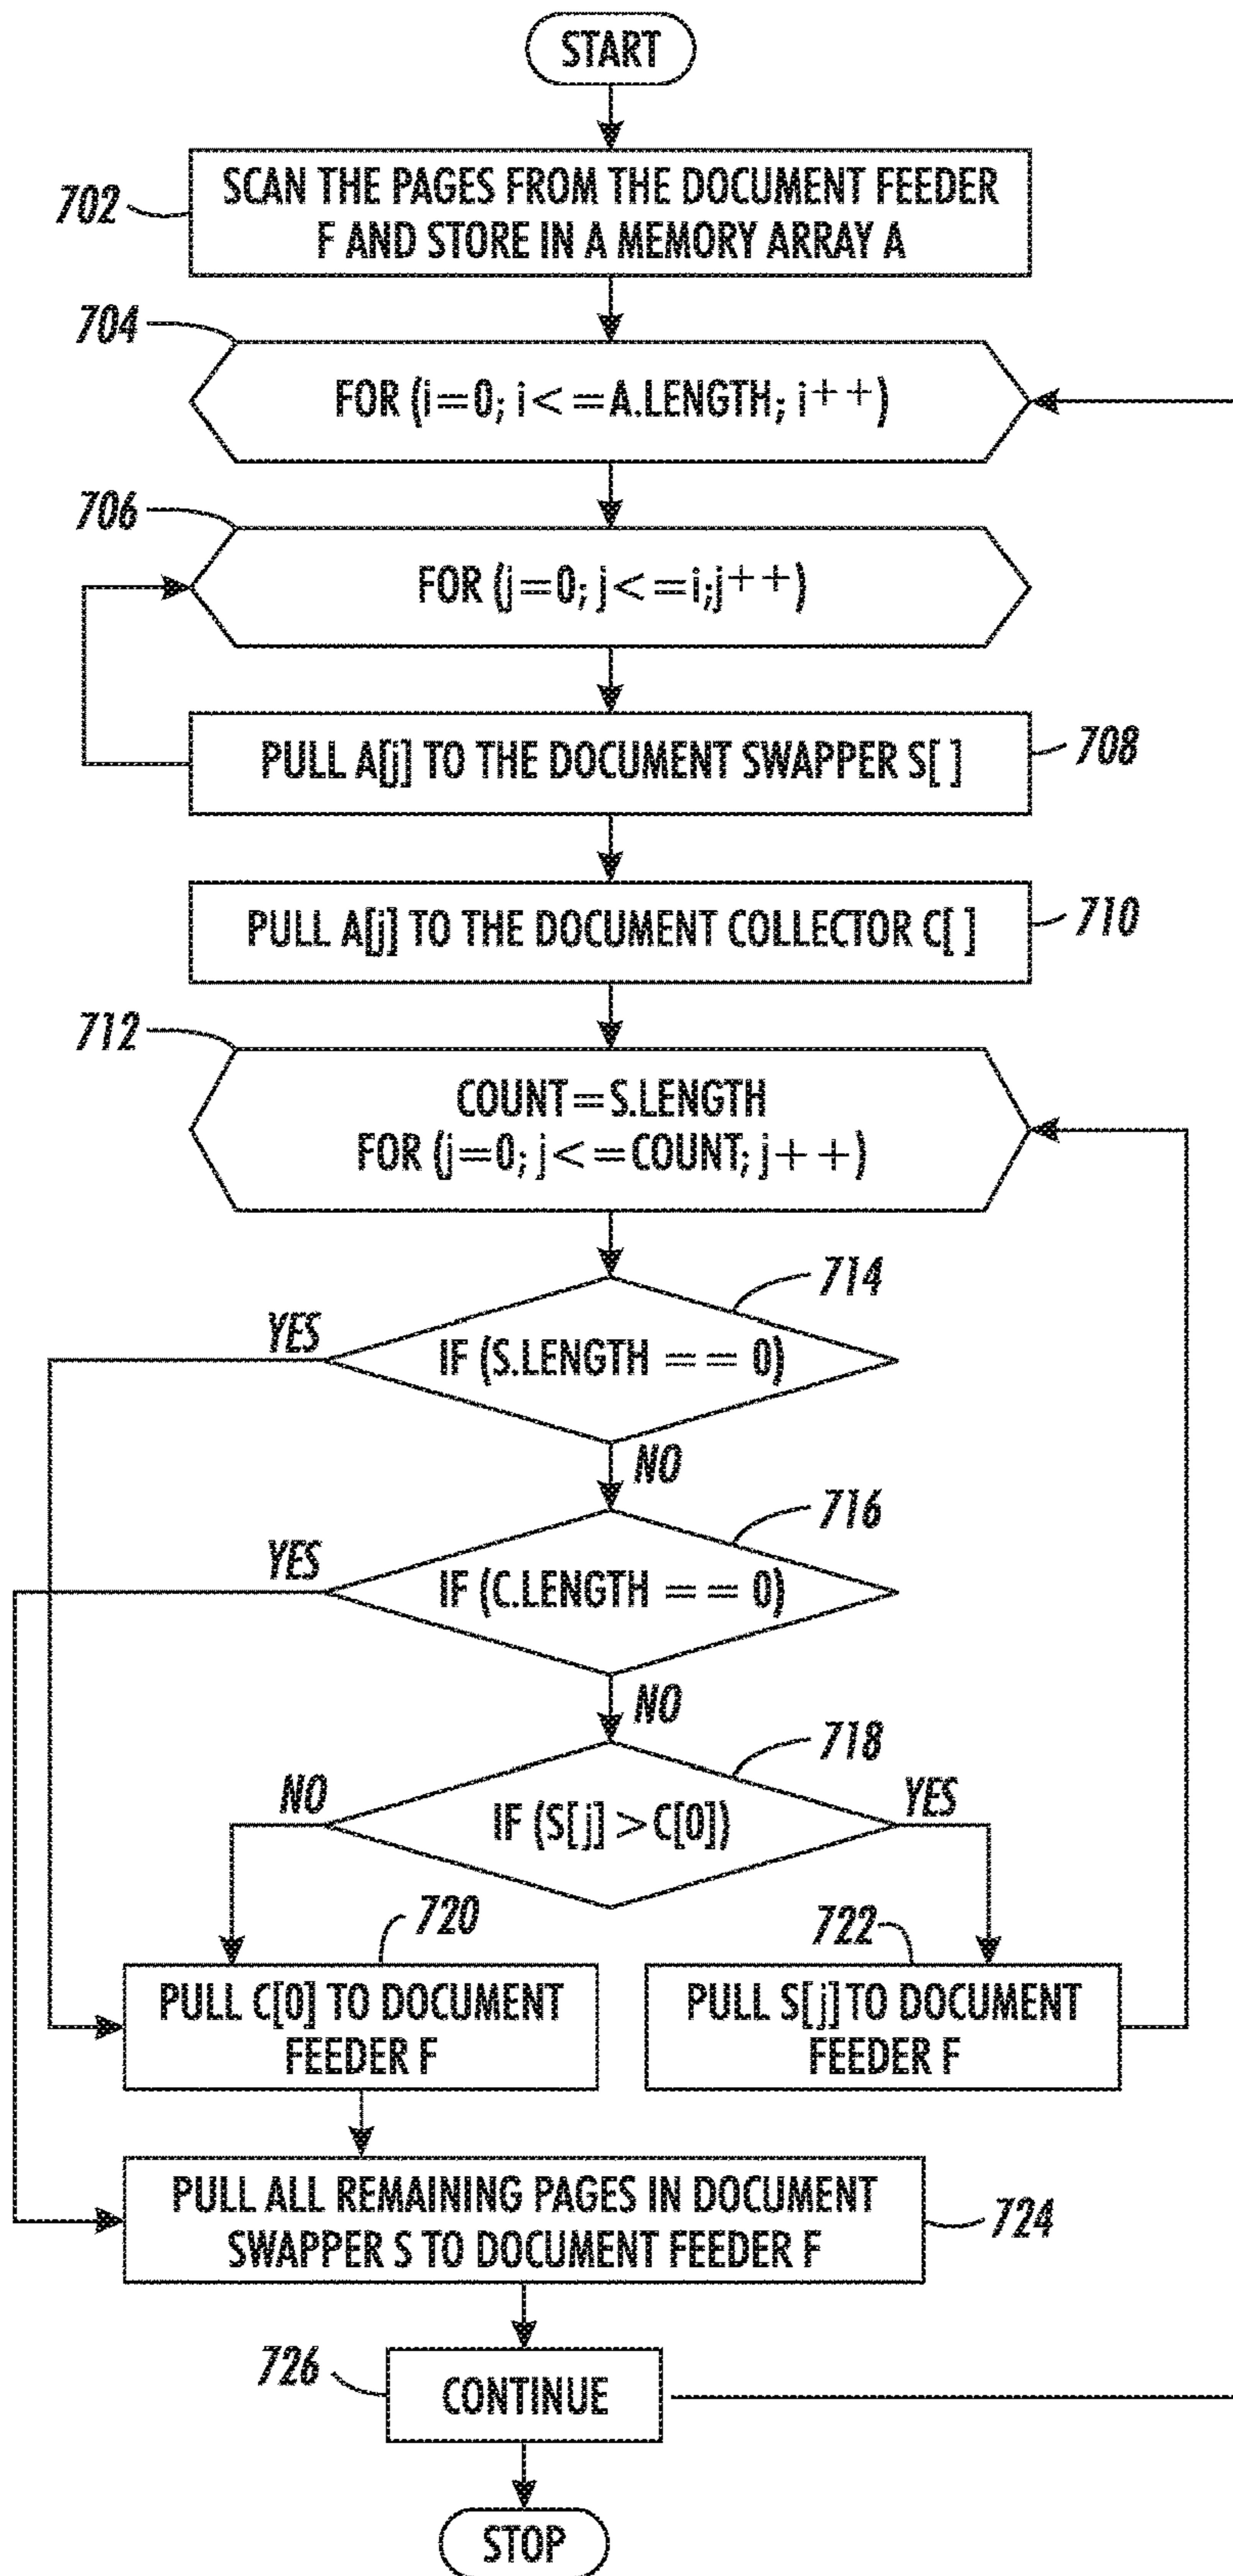 START
702
SCAN THE PAGES FROM THE DOCUMENT FEEDER
F AND STORE IN A MEMORY ARRAY A
704
FOR (i=0; i<=A.LENGTH; i++)
706
FOR (j=0; j<=i;j++)
PULL A[j] TO THE DOCUMENT SWAPPER S[ ]
708
PULL A[j] TO THE DOCUMENT COLLECTOR C[ ]
710
712
COUNT=S.LENGTH
FOR (j=0; j<=COUNT; j++)
714
YES
IF (S.LENGTH == 0)
NO
716
YES
IF (C.LENGTH == 0)
NO
718
NO
YES
IF (S[j]>C[0])
720
722
PULL C[0] TO DOCUMENT
FEEDER F
PULL S[j] TO DOCUMENT
FEEDER F
PULL ALL REMAINING PAGES IN DOCUMENT
SWAPPER S TO DOCUMENT FEEDER F
724
726
CONTINUE
STOP